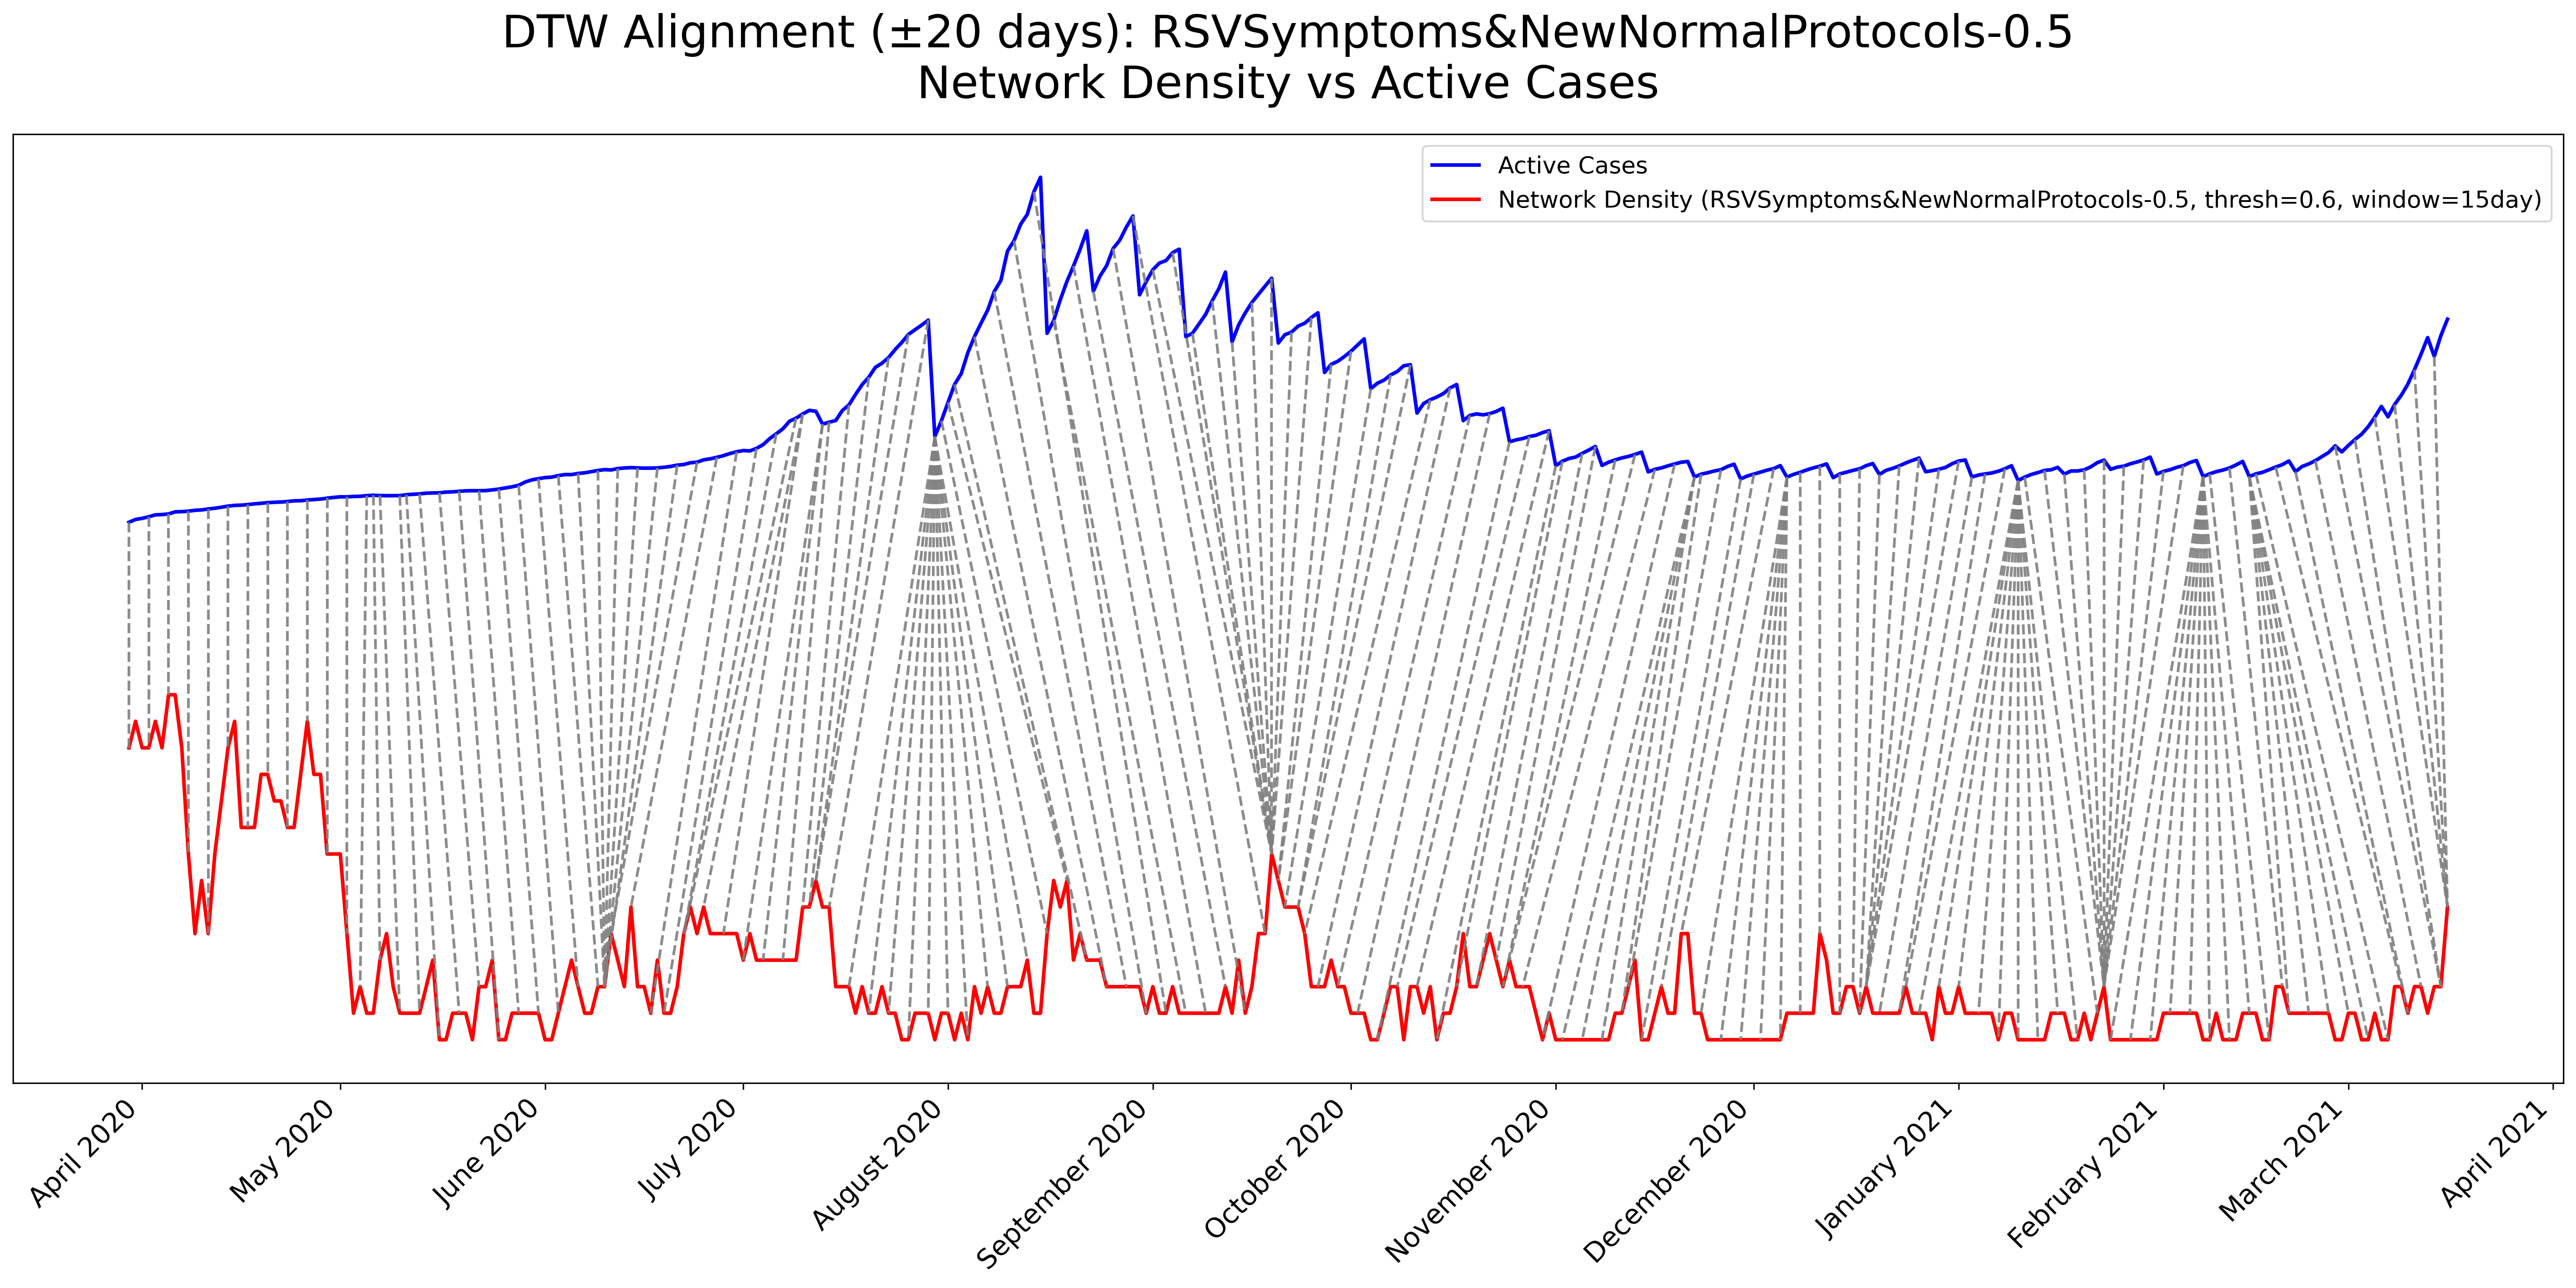 DTW Alignment (±20 days): RSVSymptoms&NewNormalProtocols-0.5
Network Density vs Active Cases
Active Cases
Network Density (RSVSymptoms&NewNormalProtocols-0.5, thresh=0.6, window=15day)
April 2020
May 2020
June 2020
July 2020
August 2020
September 2020
October 2020
November 2020
December 2020
January 2021
February 2021
March 2021
April 2021